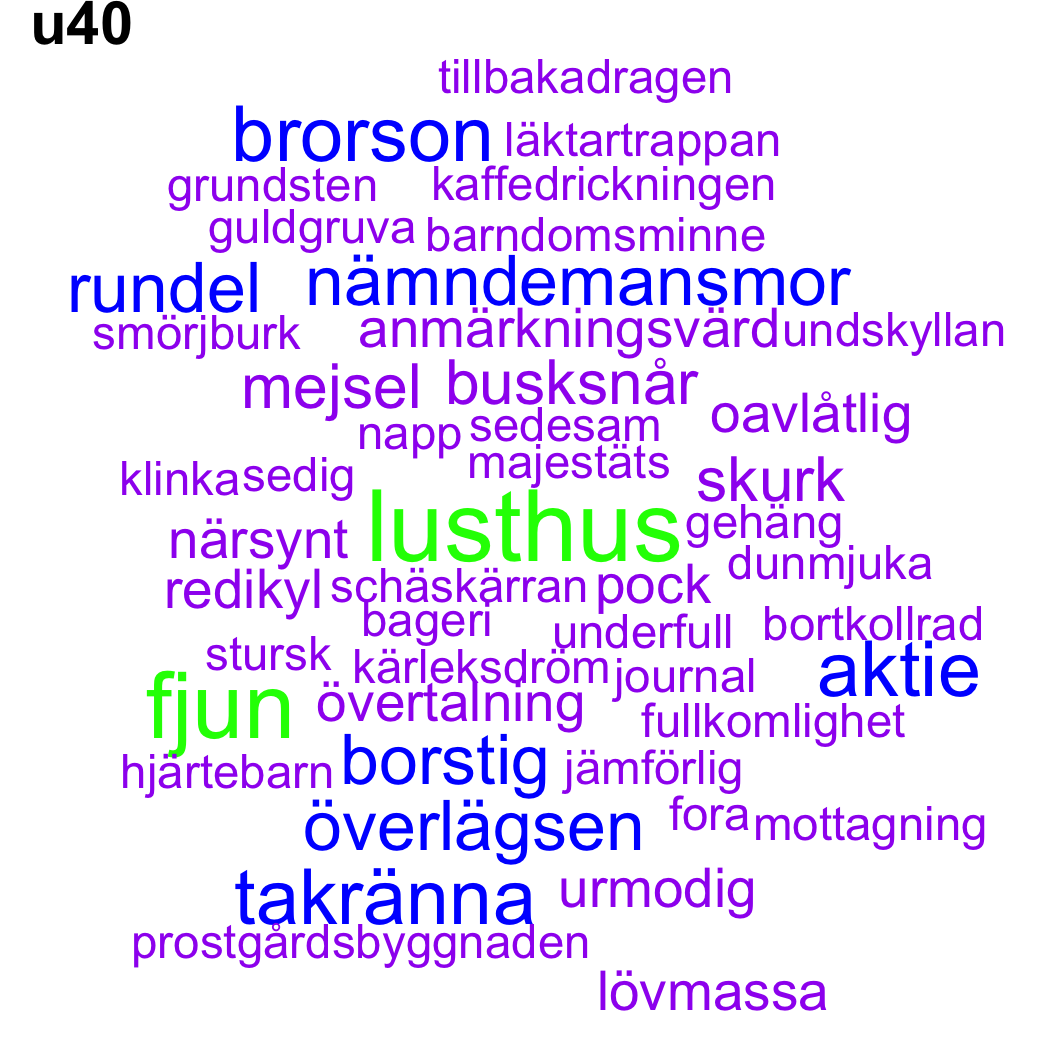 u40
tillbakadragen
brorson läktartrappan
grundsten kaffedrickningen
guldgruva barndomsminne
rundel nämndemansmor
smörjburk anmärkningsvärd undskyllan
mejsel busksnår oavlåtlig
napp sedesam
klinka sedig majestäts skurk
närsynt lusthus gehäng
dunmjuka
redikyl schäskärran pock
bageri underfull bortkollrad
stursk kärleksdröm journal aktie
fjun övertalning fullkomlighet
hjärtebarn borstig jämförlig
överlägsen fora mottagning
takränna urmodig
prostgårdsbyggnaden
lövmassa